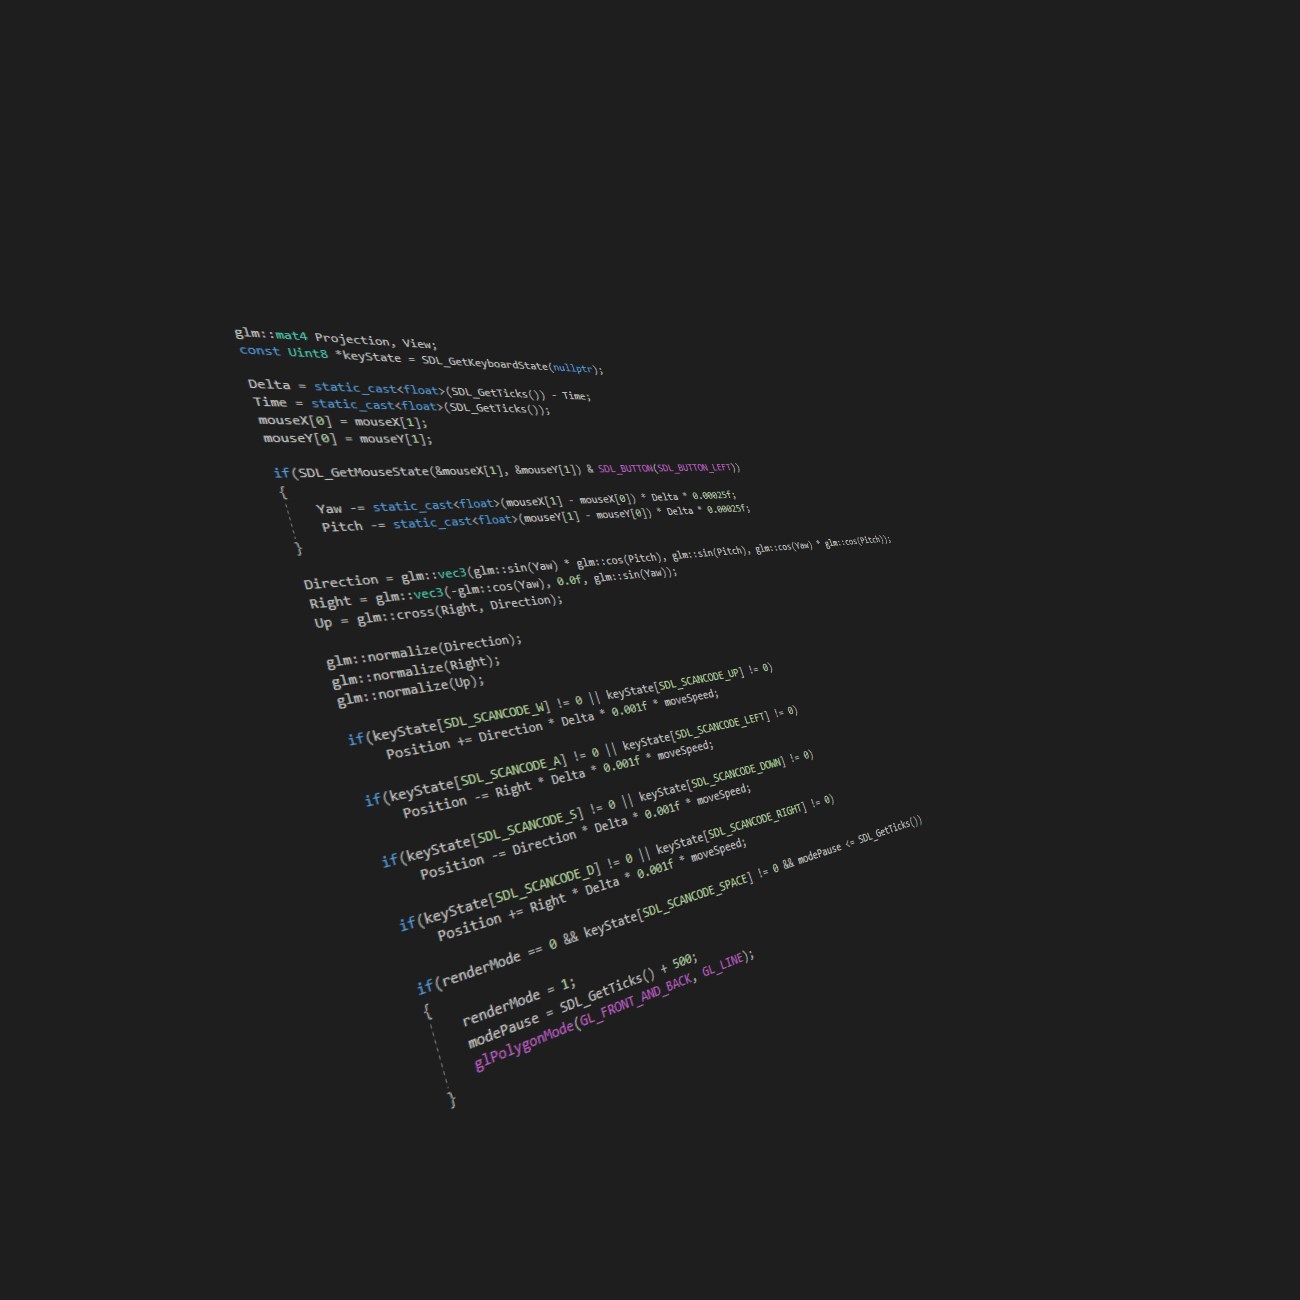 glm::mat4 Projection, View;
const Uint8 *keyState = SDL_GetKeyboardState(nullptr);
Delta = static_cast<float>(SDL_GetTicks()) - Time;
Time = static_cast<float>(SDL_GetTicks());
mouseX[0] = mouseX[1];
mouseY[0] = mouseY[1];
if(SDL_GetMouseState(&mouseX[1], &mouseY[1]) & SDL_BUTTON(SDL_BUTTON_LEFT))
{
Yaw -= static_cast<float>(mouseX[1] - mouseX[0]) * Delta * 0.00025f;
Pitch -= static_cast<float>(mouseY[1] - mouseY[0]) * Delta * 0.00025f;
}
Direction = glm::vec3(glm::sin(Yaw) * glm::cos(Pitch), glm::sin(Pitch), glm::cos(Yaw) * glm::cos(Pitch));
Right = glm::vec3(-glm::cos(Yaw), 0.0f, glm::sin(Yaw));
Up = glm::cross(Right, Direction);
glm::normalize(Direction);
glm::normalize(Right);
glm::normalize(Up);
if(keyState[SDL_SCANCODE_W] != 0 || keyState[SDL_SCANCODE_UP] != 0)
Position += Direction * Delta * 0.001f * moveSpeed;
if(keyState[SDL_SCANCODE_A] != 0 || keyState[SDL_SCANCODE_LEFT] != 0)
Position -= Right * Delta * 0.001f * moveSpeed;
if(keyState[SDL_SCANCODE_S] != 0 || keyState[SDL_SCANCODE_DOWN] != 0)
Position -= Direction * Delta * 0.001f * moveSpeed;
if(keyState[SDL_SCANCODE_D] != 0 || keyState[SDL_SCANCODE_RIGHT] != 0)
Position += Right * Delta * 0.001f * moveSpeed;
if(renderMode == 0 && keyState[SDL_SCANCODE_SPACE] != 0 && modePause <= SDL_GetTicks())
{
renderMode = 1;
modePause = SDL_GetTicks() + 500;
glPolygonMode(GL_FRONT_AND_BACK, GL_LINE);
}